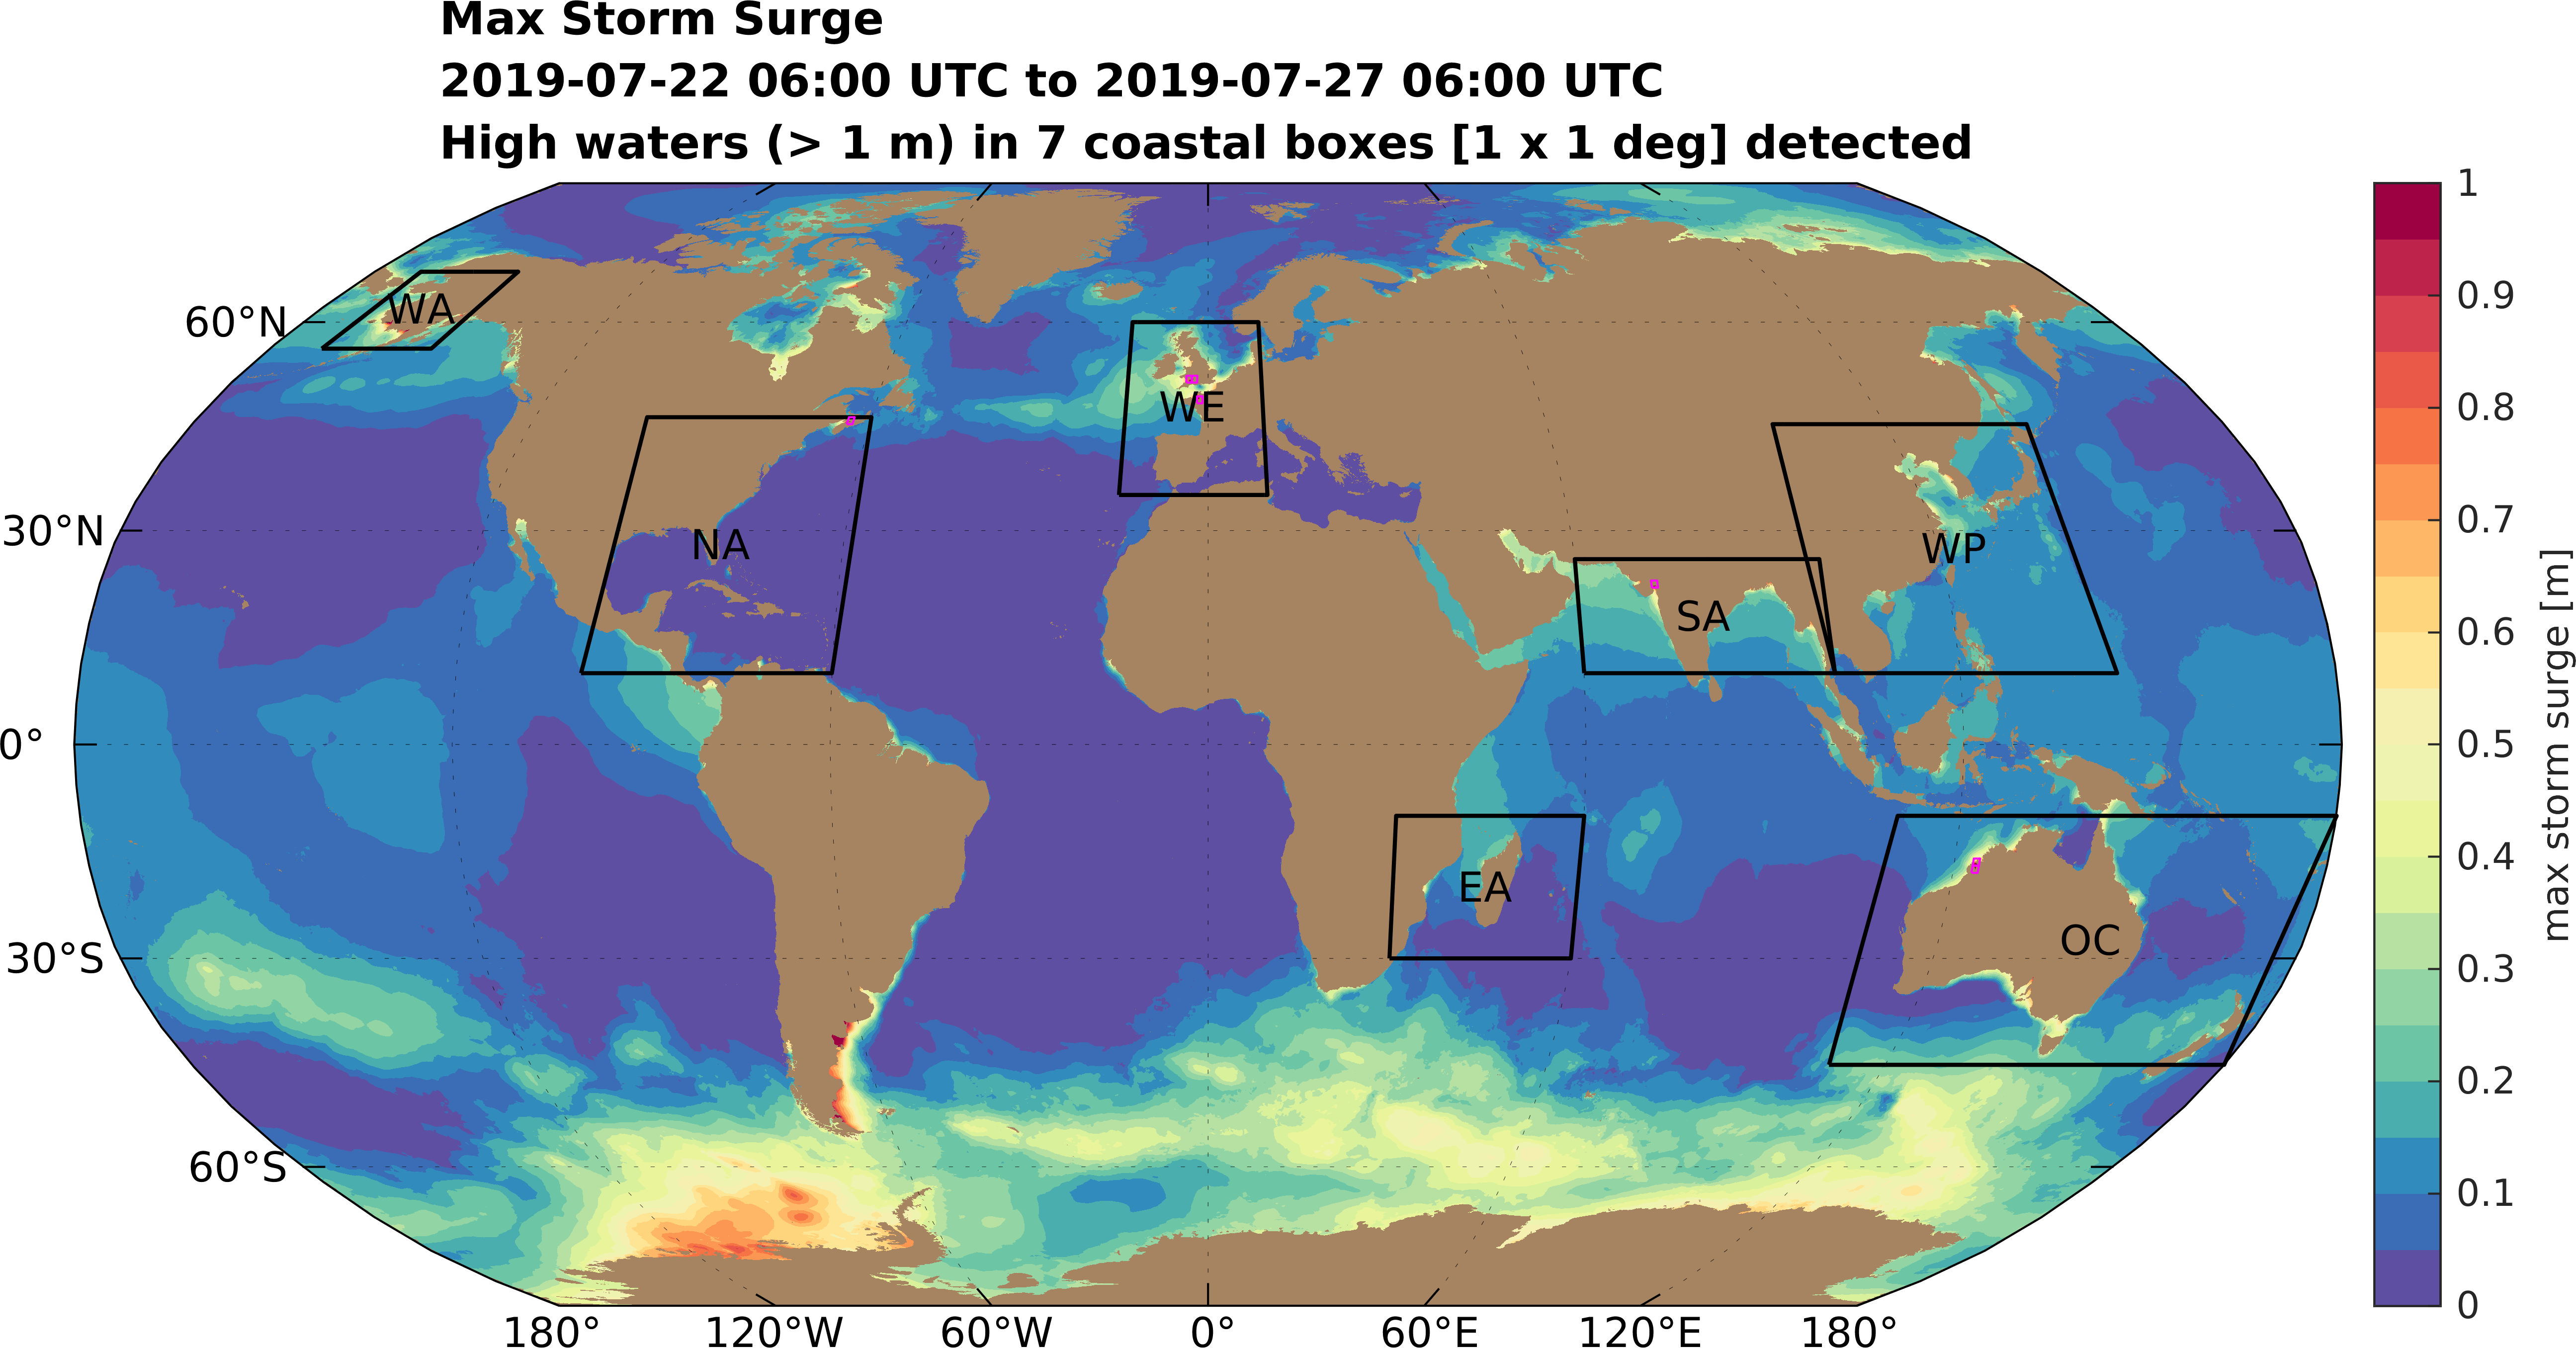 Max Storm Surge
2019-07-22 06:00 UTC to 2019-07-27 06:00 UTC
High waters (> 1 m) in 7 coastal boxes [1 x 1 deg] detected
60°N
30°N
0°
30°S
60°S
WA
WE
NA
WP
SA
EA
OC
180°
120°W
60°W
0°
60°E
120°E
180°
1
0.9
0.8
0.7
0.6
0.5
0.4
0.3
0.2
0.1
0
max storm surge [m]